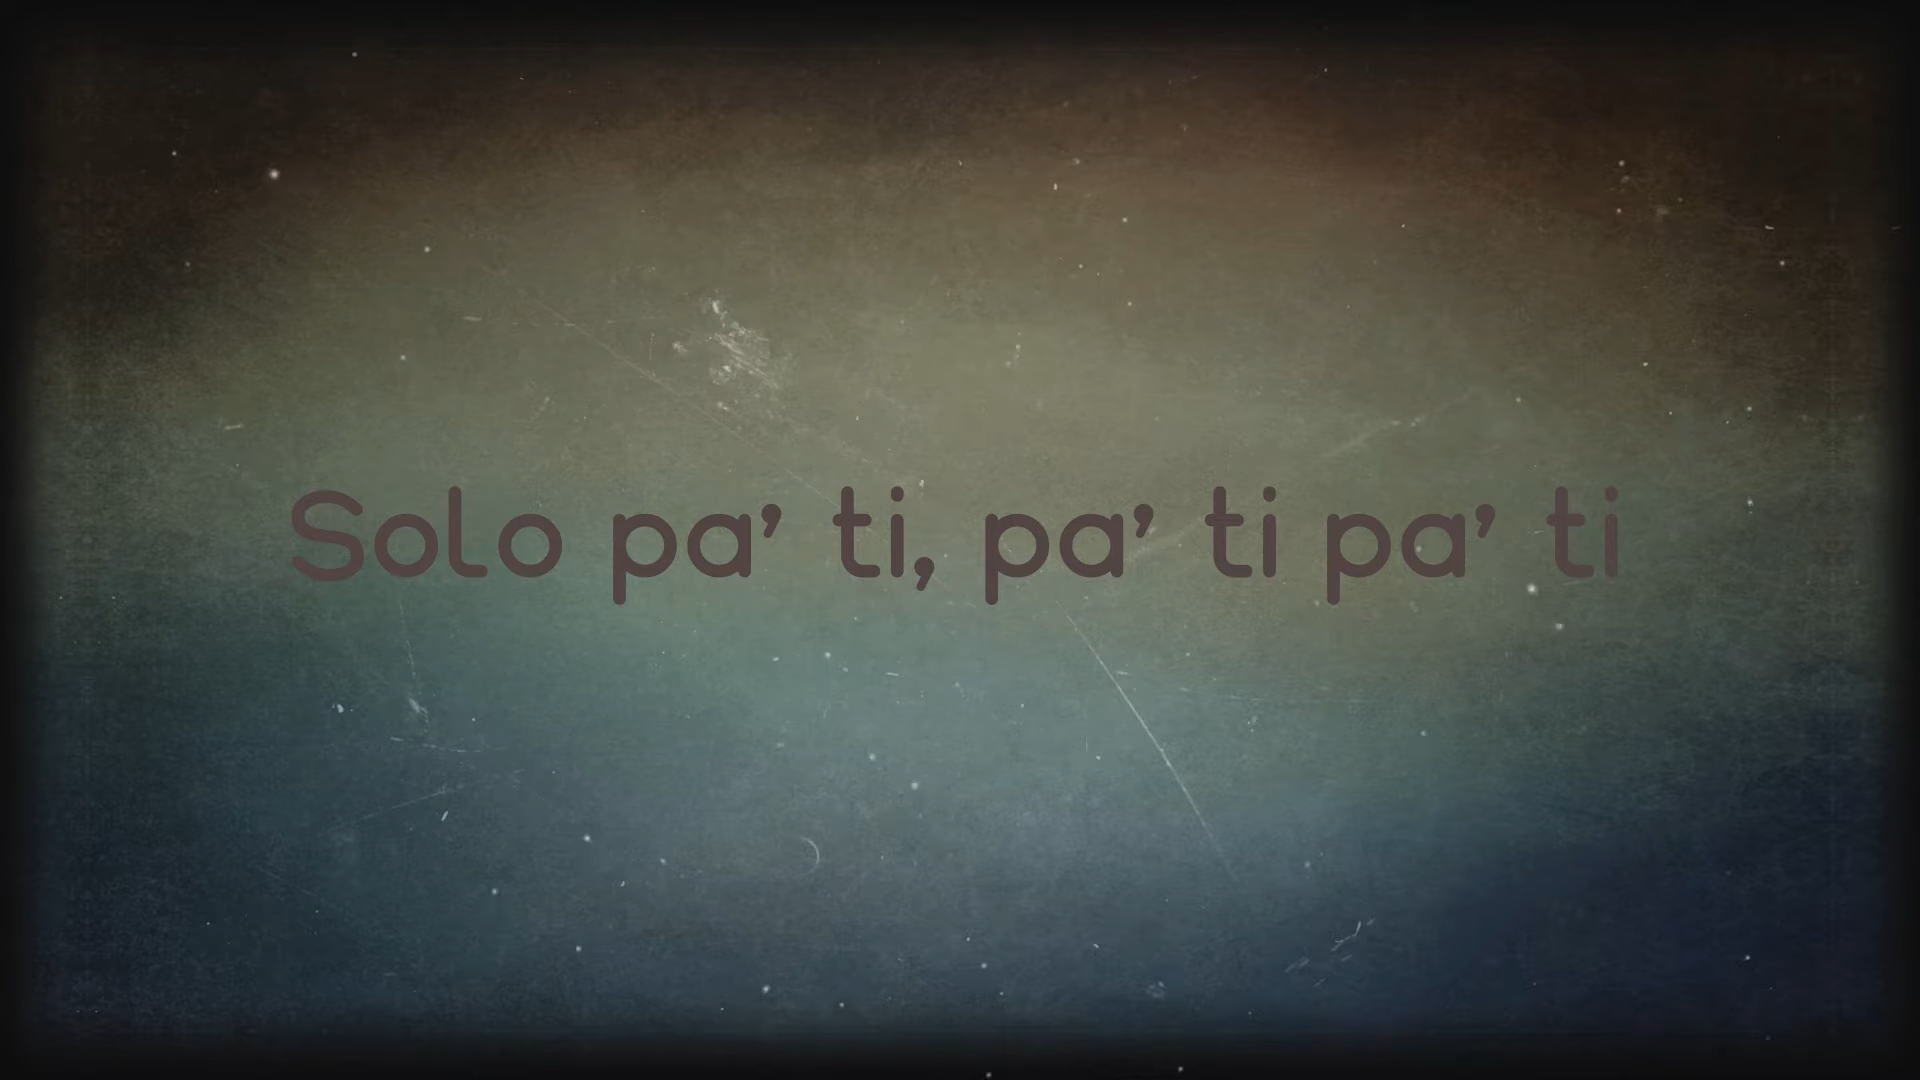 Solo pa’ ti, pa’ ti pa’ ti